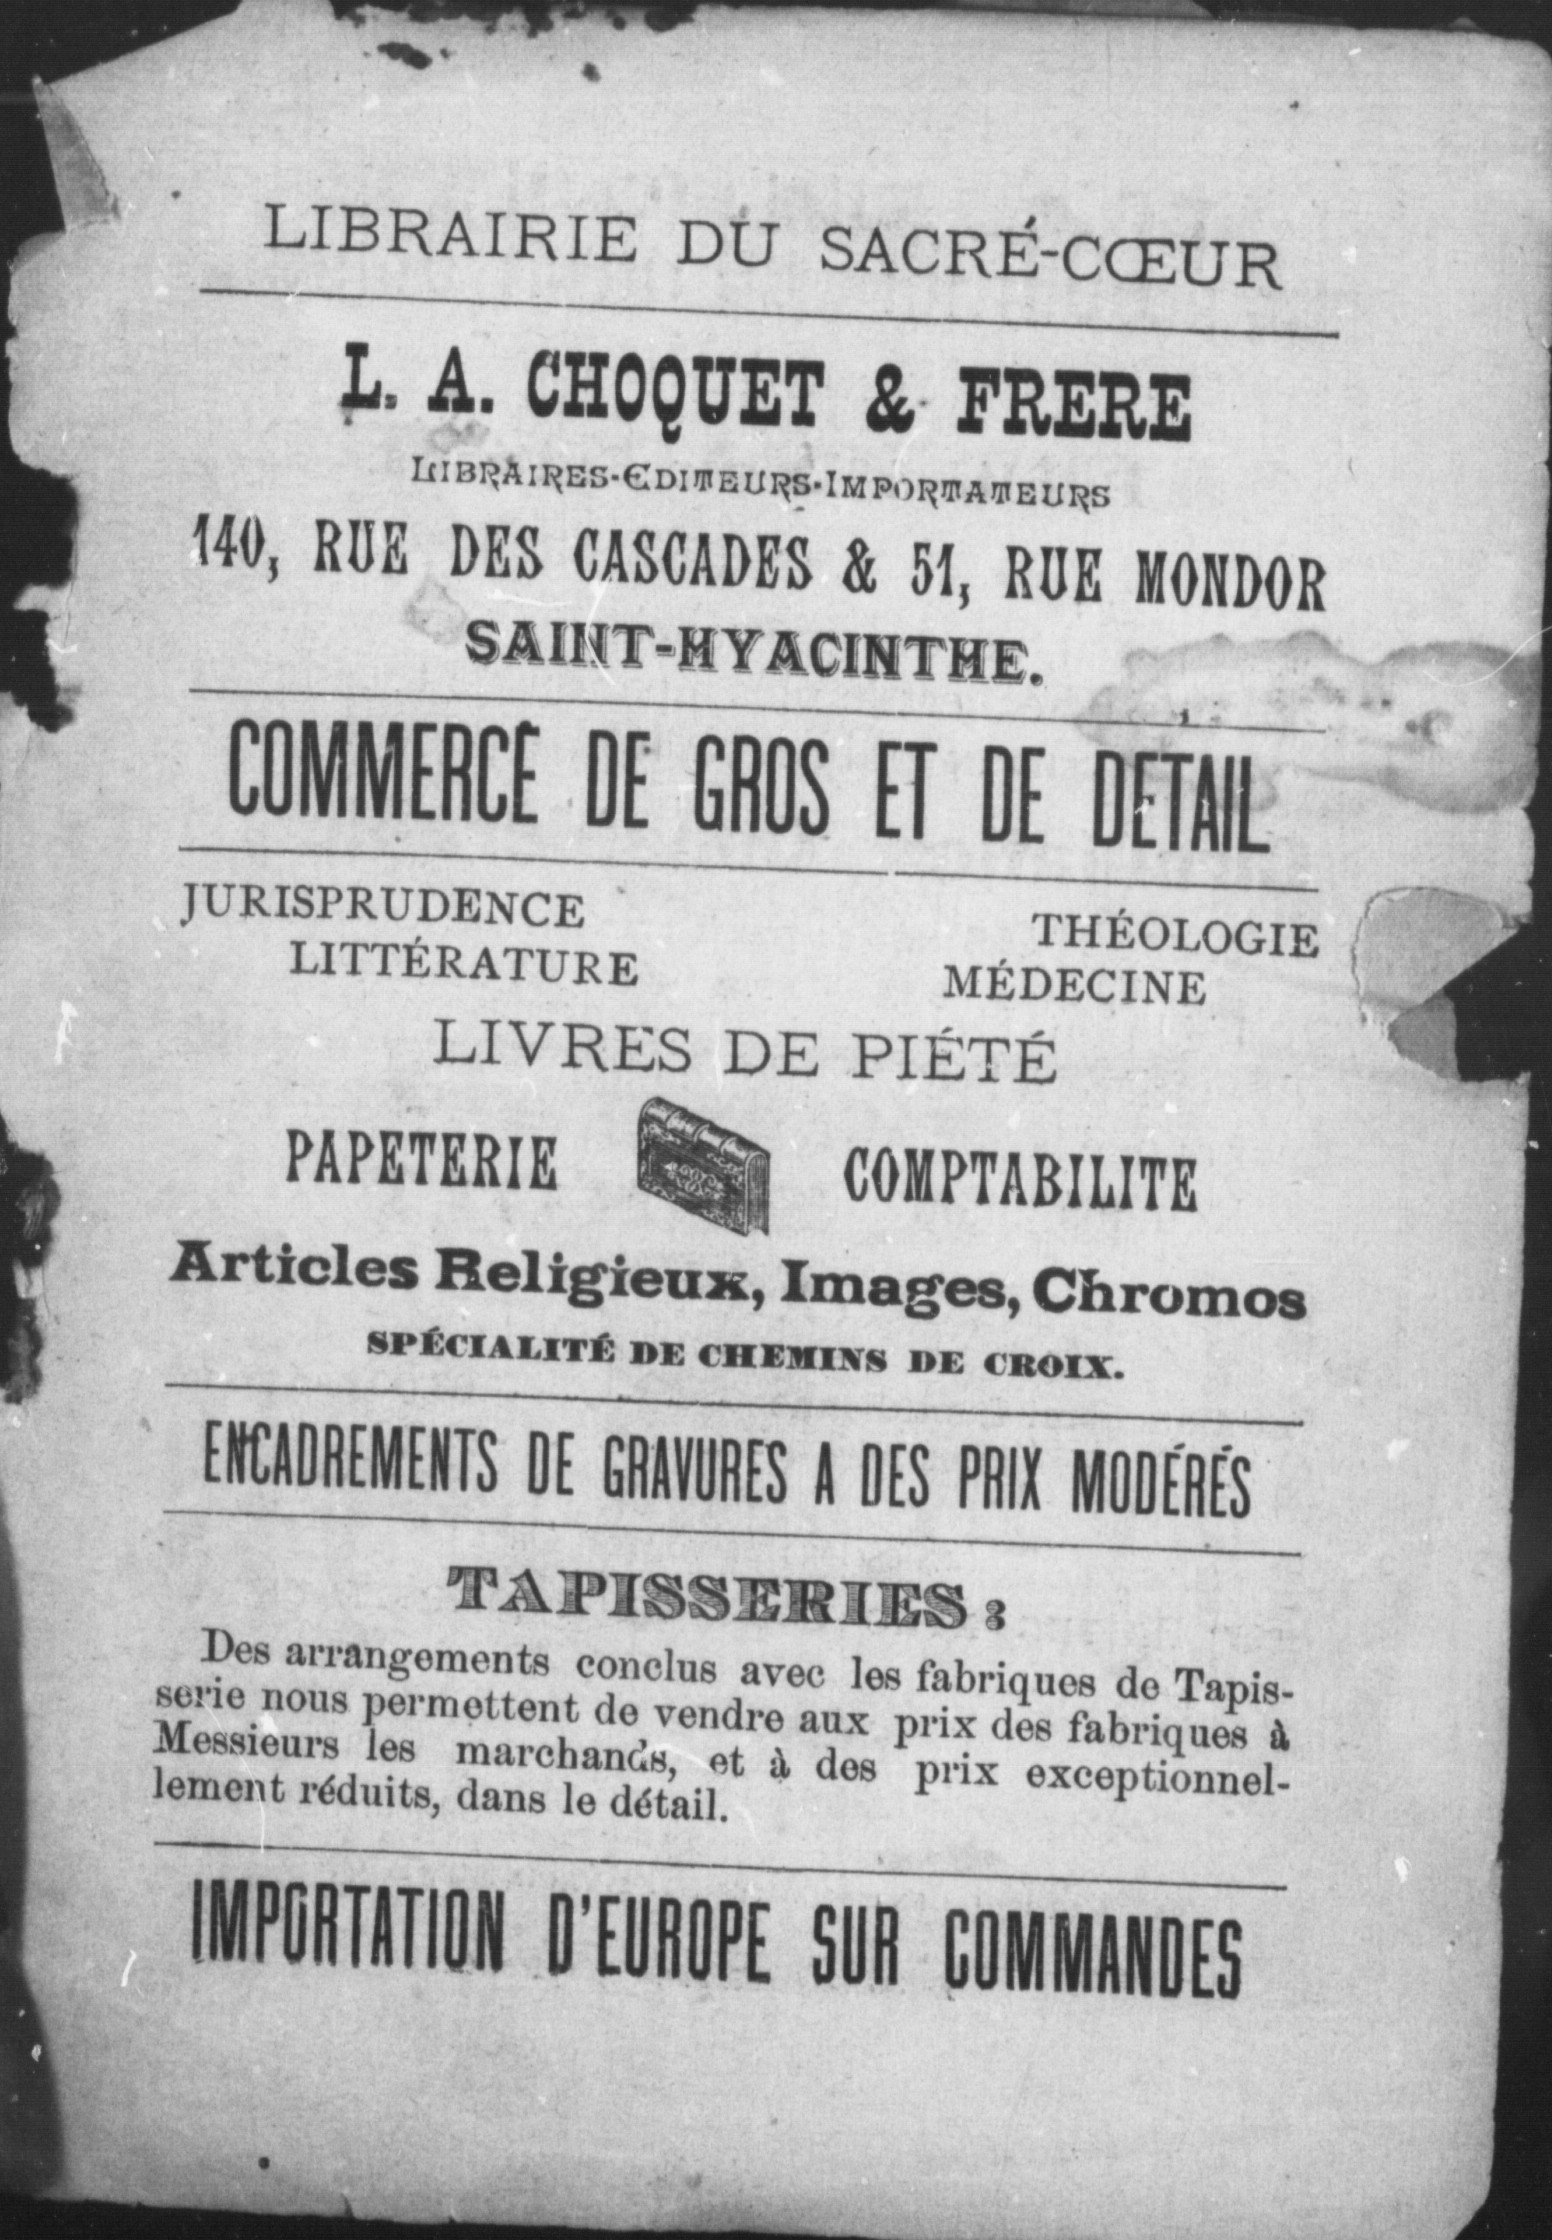 LIBRAIRIE DU SACRÉ-CŒUR
L. A. CHOQUET & FRERE
LIBRAIRES-EDITEURS-IMPORTATEURS
140, RUE DES CASCADES & 51, RUE MONDOR
SAINT-HYACINTHE.
COMMERCE DE GROS ET DE DETAIL
JURISPRUDENCE THÉOLOGIE
LITTÉRATURE MÉDECINE
LIVRES DE PIÉTÉ
PAPETERIE COMPTABILITE
Articles Religieux, Images, Chromos
SPÉCIALITÉ DE CHEMINS DE CROIX.
ENCADREMENTS DE GRAVURES A DES PRIX MODÉRÉS
TAPISSERIES :
Des arrangements conclus avec les fabriques de Tapis-
serie nous permettent de vendre aux prix des fabriques à
Messieurs les marchands, et à des prix exceptionnel-
lement réduits, dans le détail.
IMPORTATION D'EUROPE SUR COMMANDES